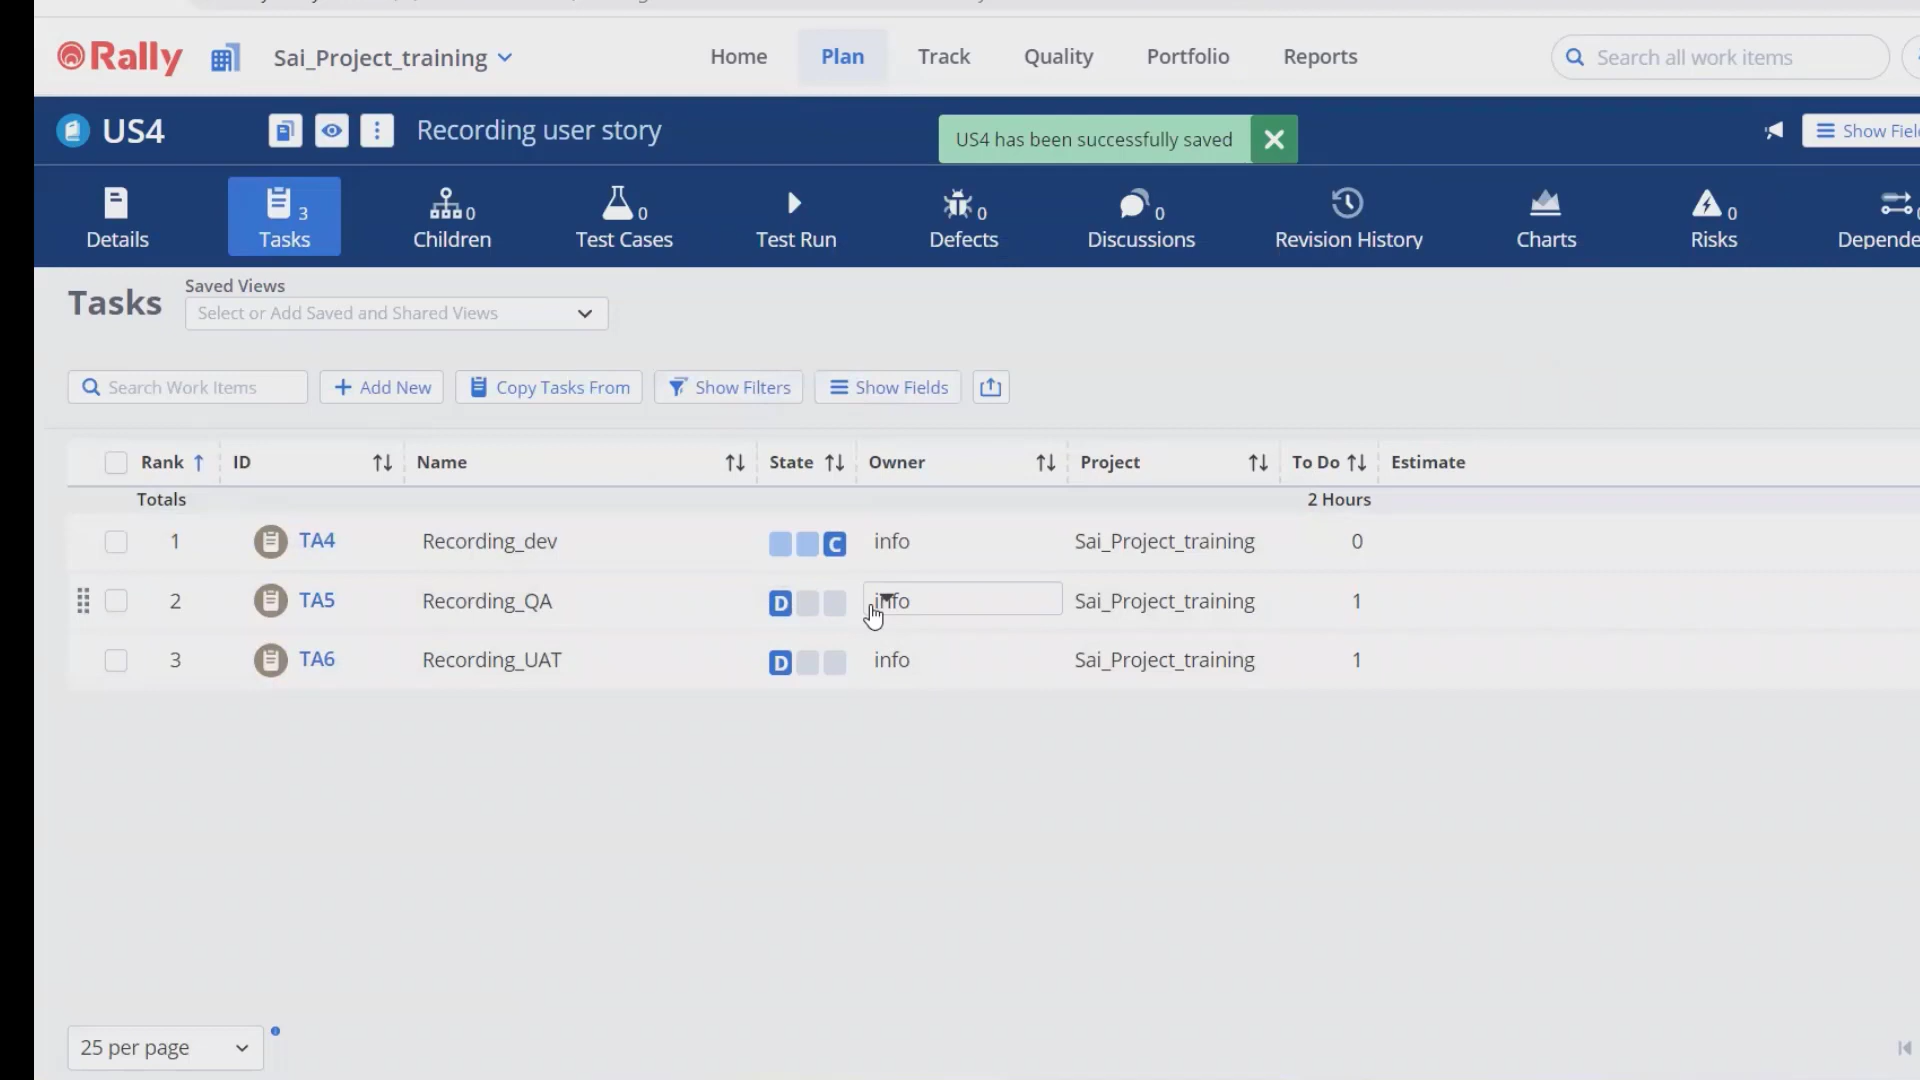 Rally
Sai_Project_training
Home
Plan
Track
Quality
Portfolio
Reports
Search all work items
US4
Recording user story
US4 has been successfully saved
Show Fiel
Details
3
Tasks
0
Children
0
Test Cases
Test Run
0
Defects
0
Discussions
Revision History
Charts
0
Risks
Depende
Tasks
Saved Views
Select or Add Saved and Shared Views
Search Work Items
Add New
Copy Tasks From
Show Filters
Show Fields
Rank ID Name State Owner Project To Do Estimate
Totals 2 Hours
1 TA4 Recording_dev C info Sai_Project_training 0
2 TA5 Recording_QA D info Sai_Project_training 1
3 TA6 Recording_UAT D info Sai_Project_training 1
25 per page